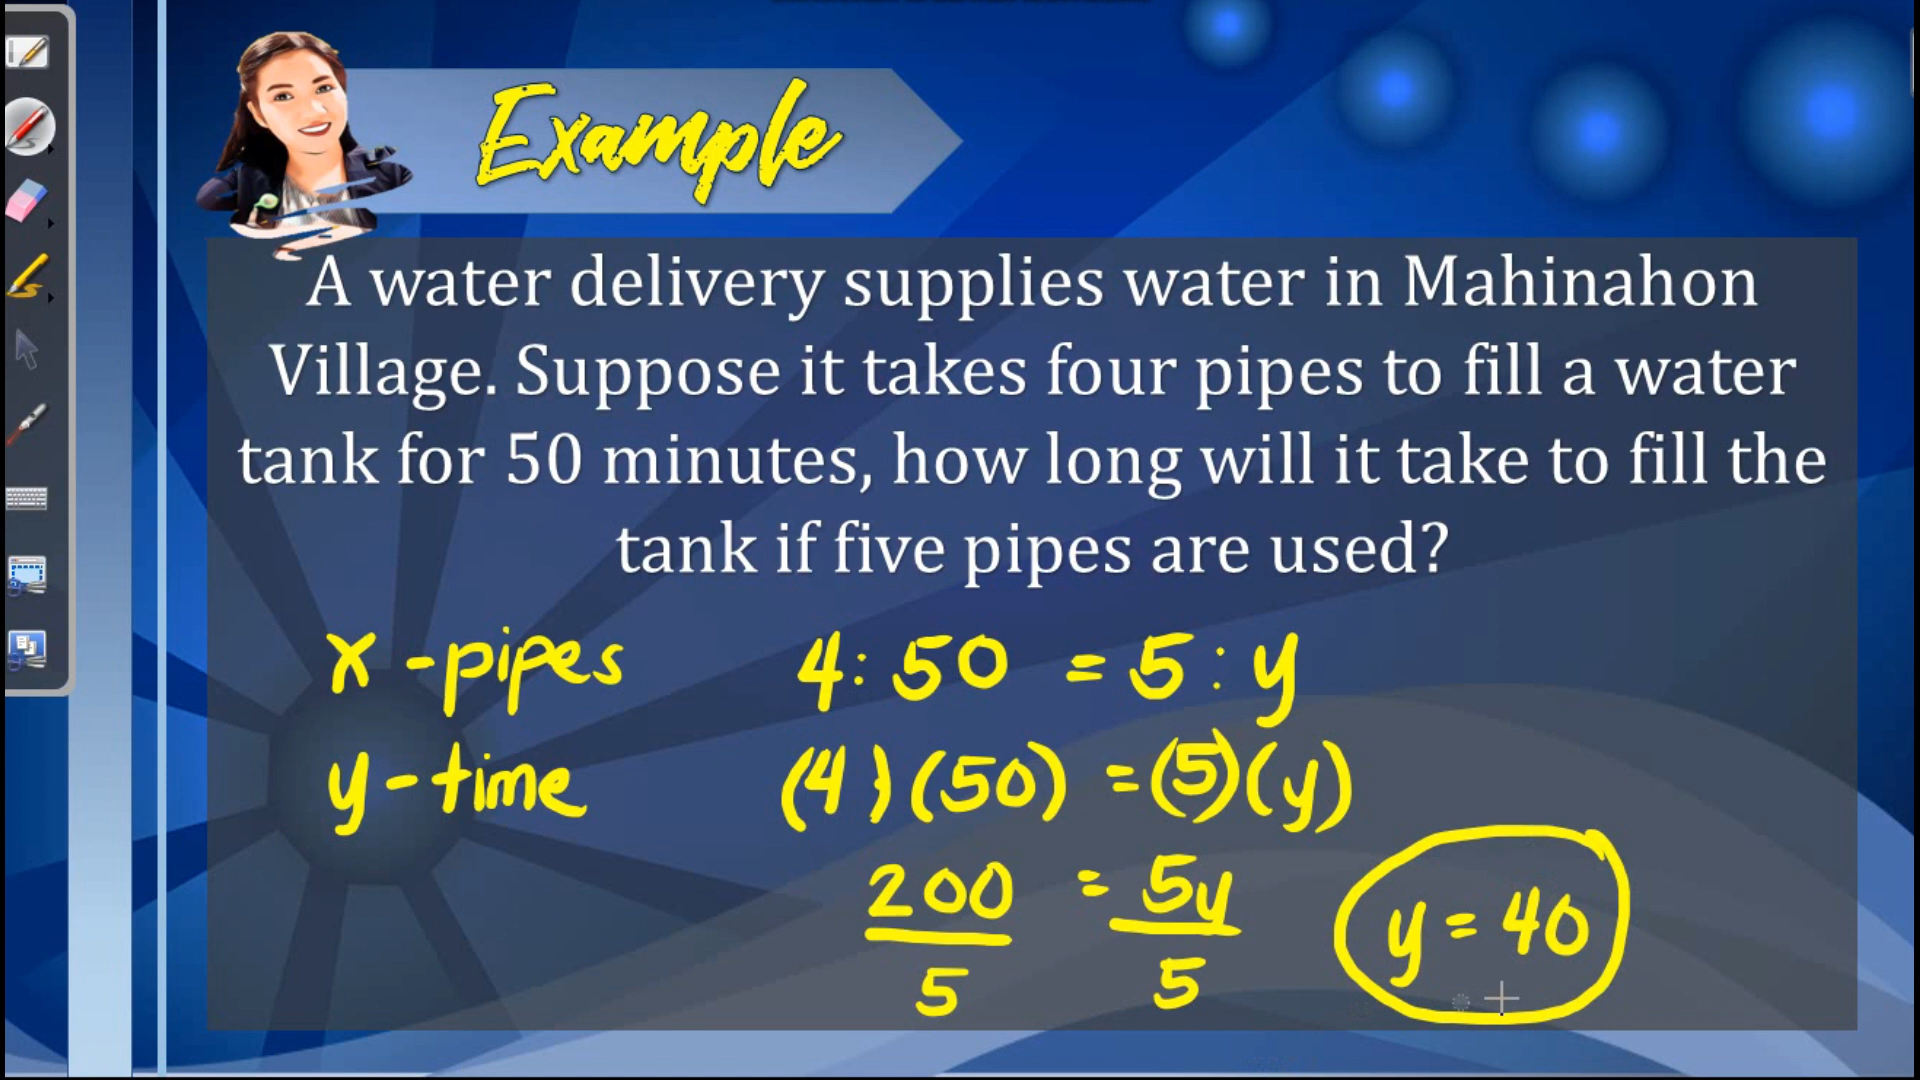 Example
A water delivery supplies water in Mahinahon
Village. Suppose it takes four pipes to fill a water
tank for 50 minutes, how long will it take to fill the
tank if five pipes are used?
x - pipes
y - time
4 : 50 = 5 : y
(4) (50) = (5)(y)
200 = 5y
5 5
y = 40